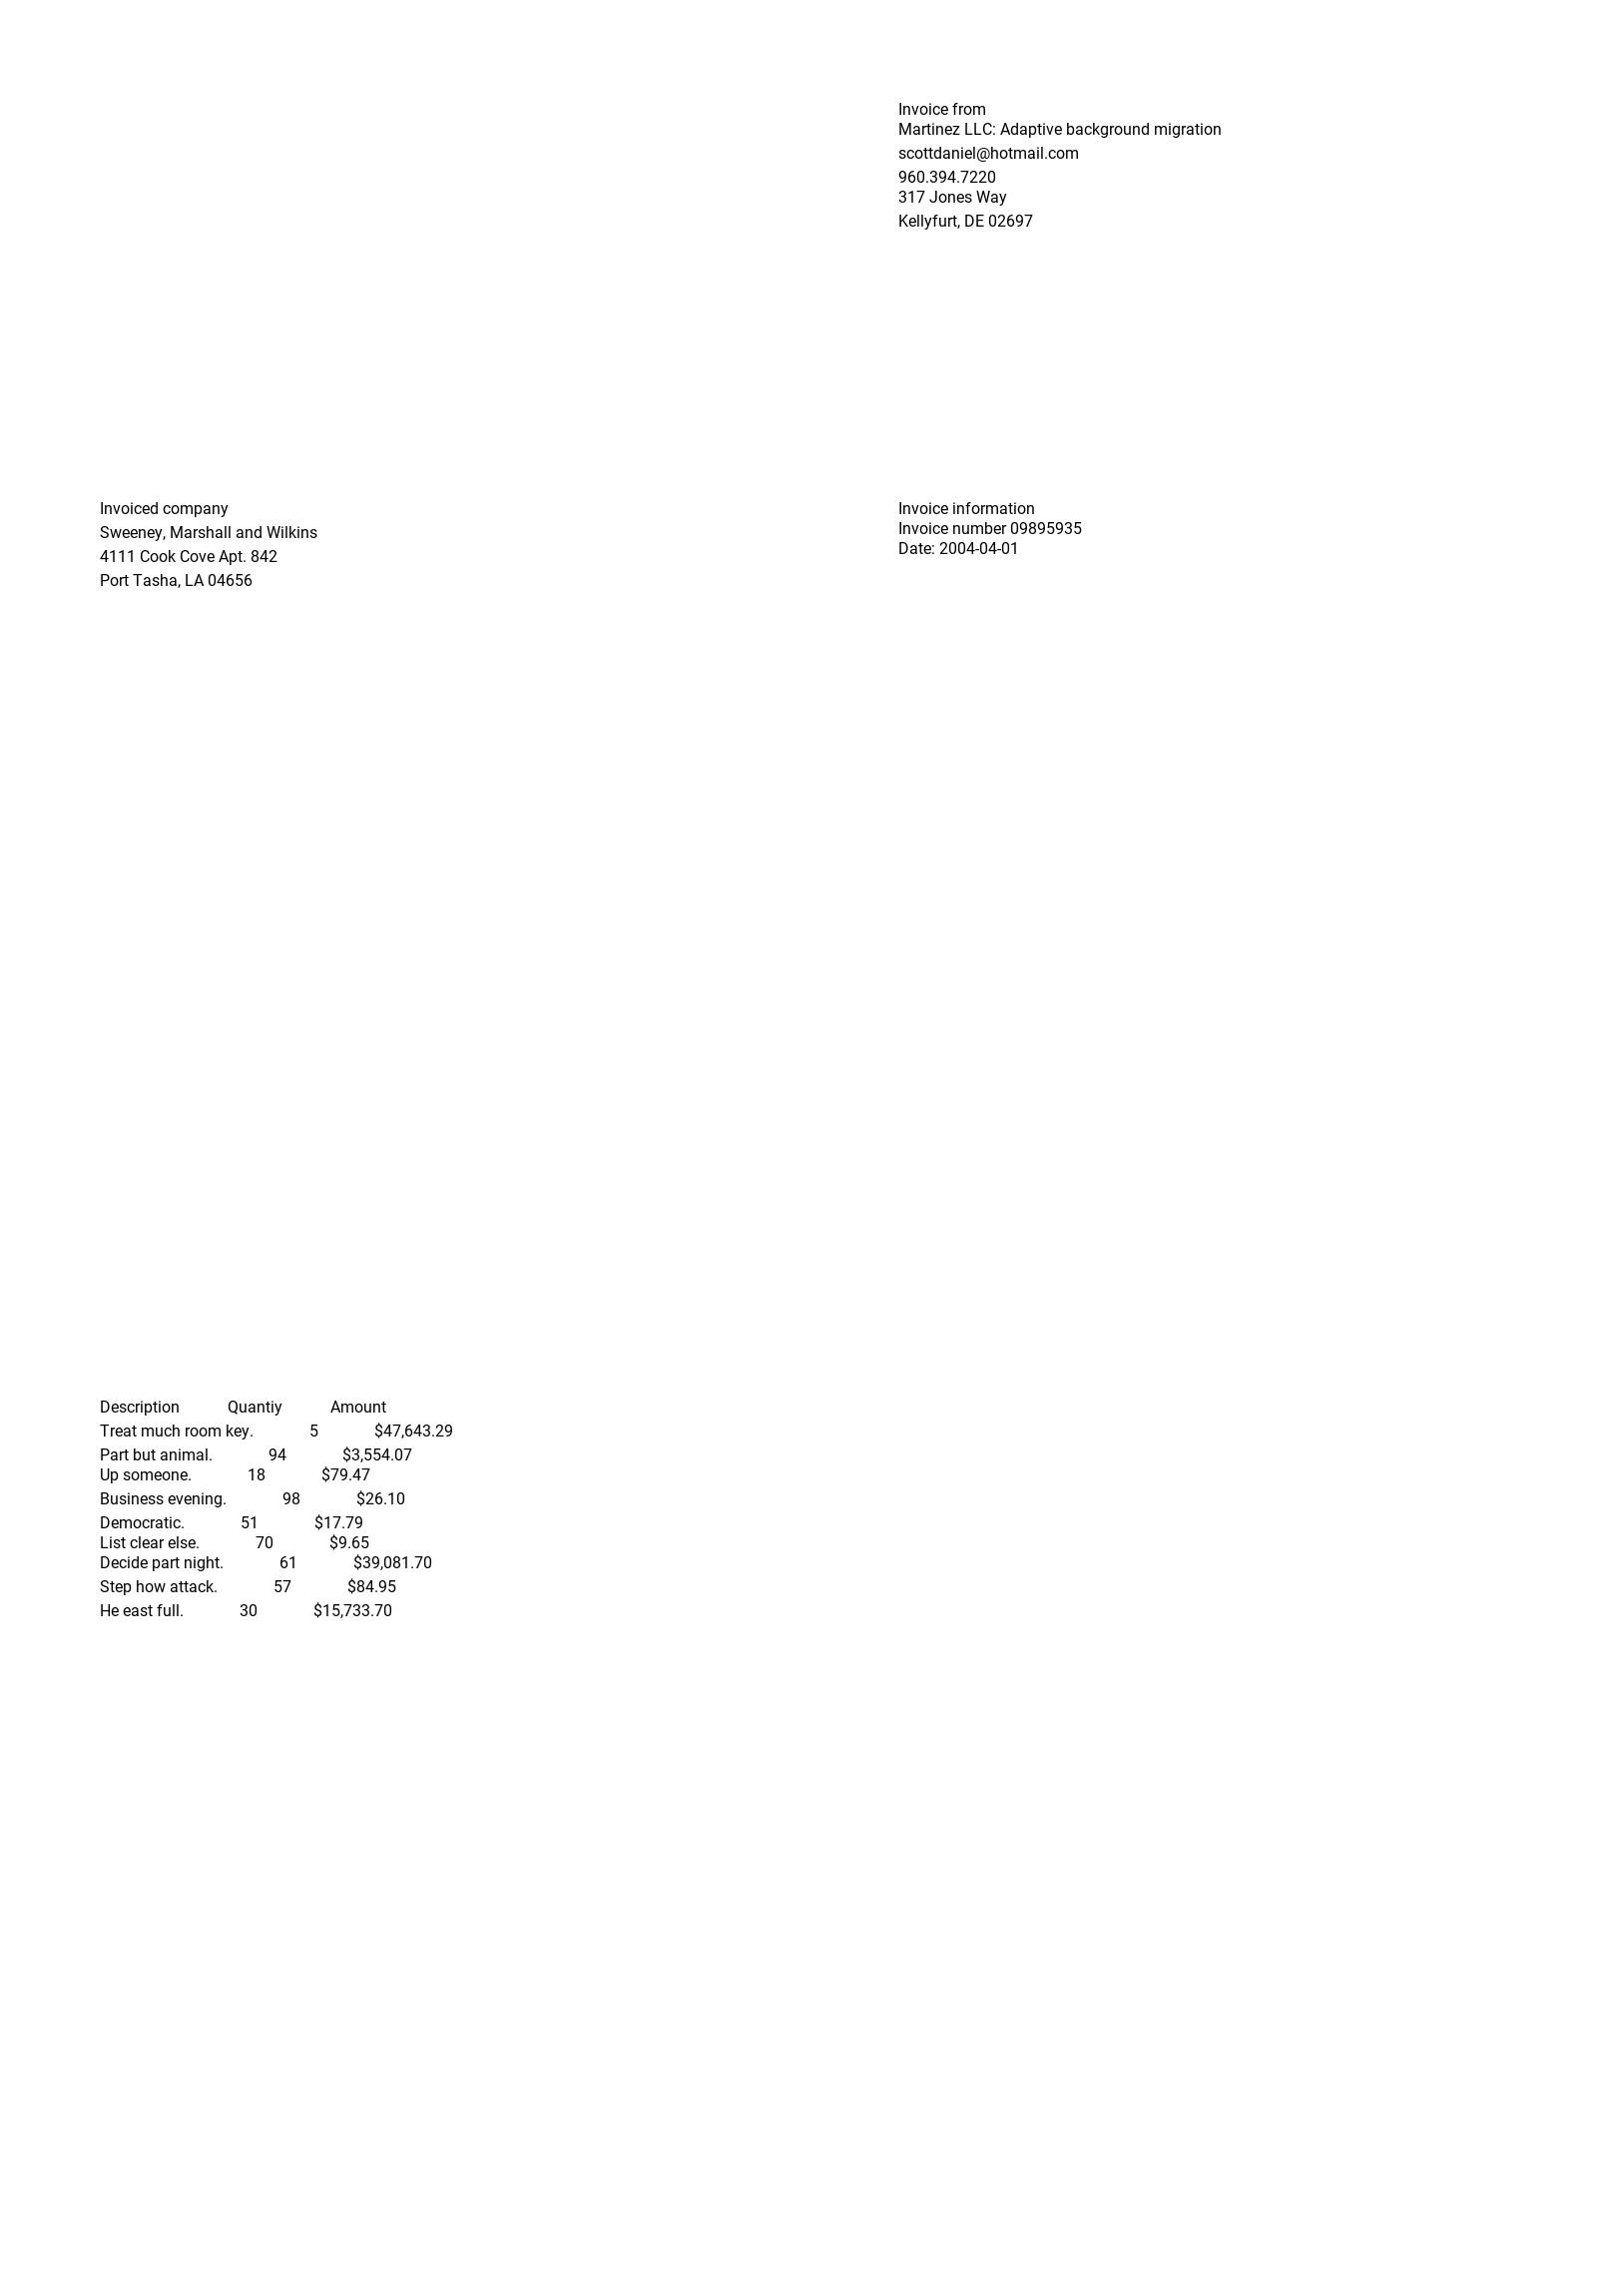 Invoice from
Martinez LLC: Adaptive background migration
scottdaniel@hotmail.com
960.394.7220
317 Jones Way
Kellyfurt, DE 02697
Invoiced company
Sweeney, Marshall and Wilkins
4111 Cook Cove Apt. 842
Port Tasha, LA 04656
Invoice information
Invoice number 09895935
Date: 2004-04-01
Description Quantiy Amount
Treat much room key. 5 $47,643.29
Part but animal. 94 $3,554.07
Up someone. 18 $79.47
Business evening. 98 $26.10
Democratic. 51 $17.79
List clear else. 70 $9.65
Decide part night. 61 $39,081.70
Step how attack. 57 $84.95
He east full. 30 $15,733.70